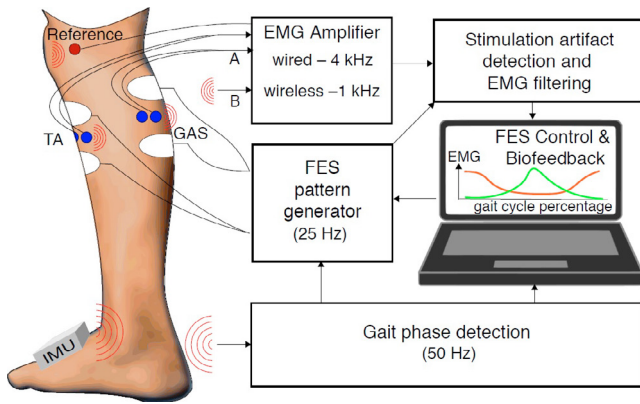 Reference
TA
GAS
IMU
A
B
EMG Amplifier
wired – 4 kHz
wireless –1 kHz
Stimulation artifact
detection and
EMG filtering
FES
pattern
generator
(25 Hz)
FES Control &
Biofeedback
EMG
gait cycle percentage
Gait phase detection
(50 Hz)